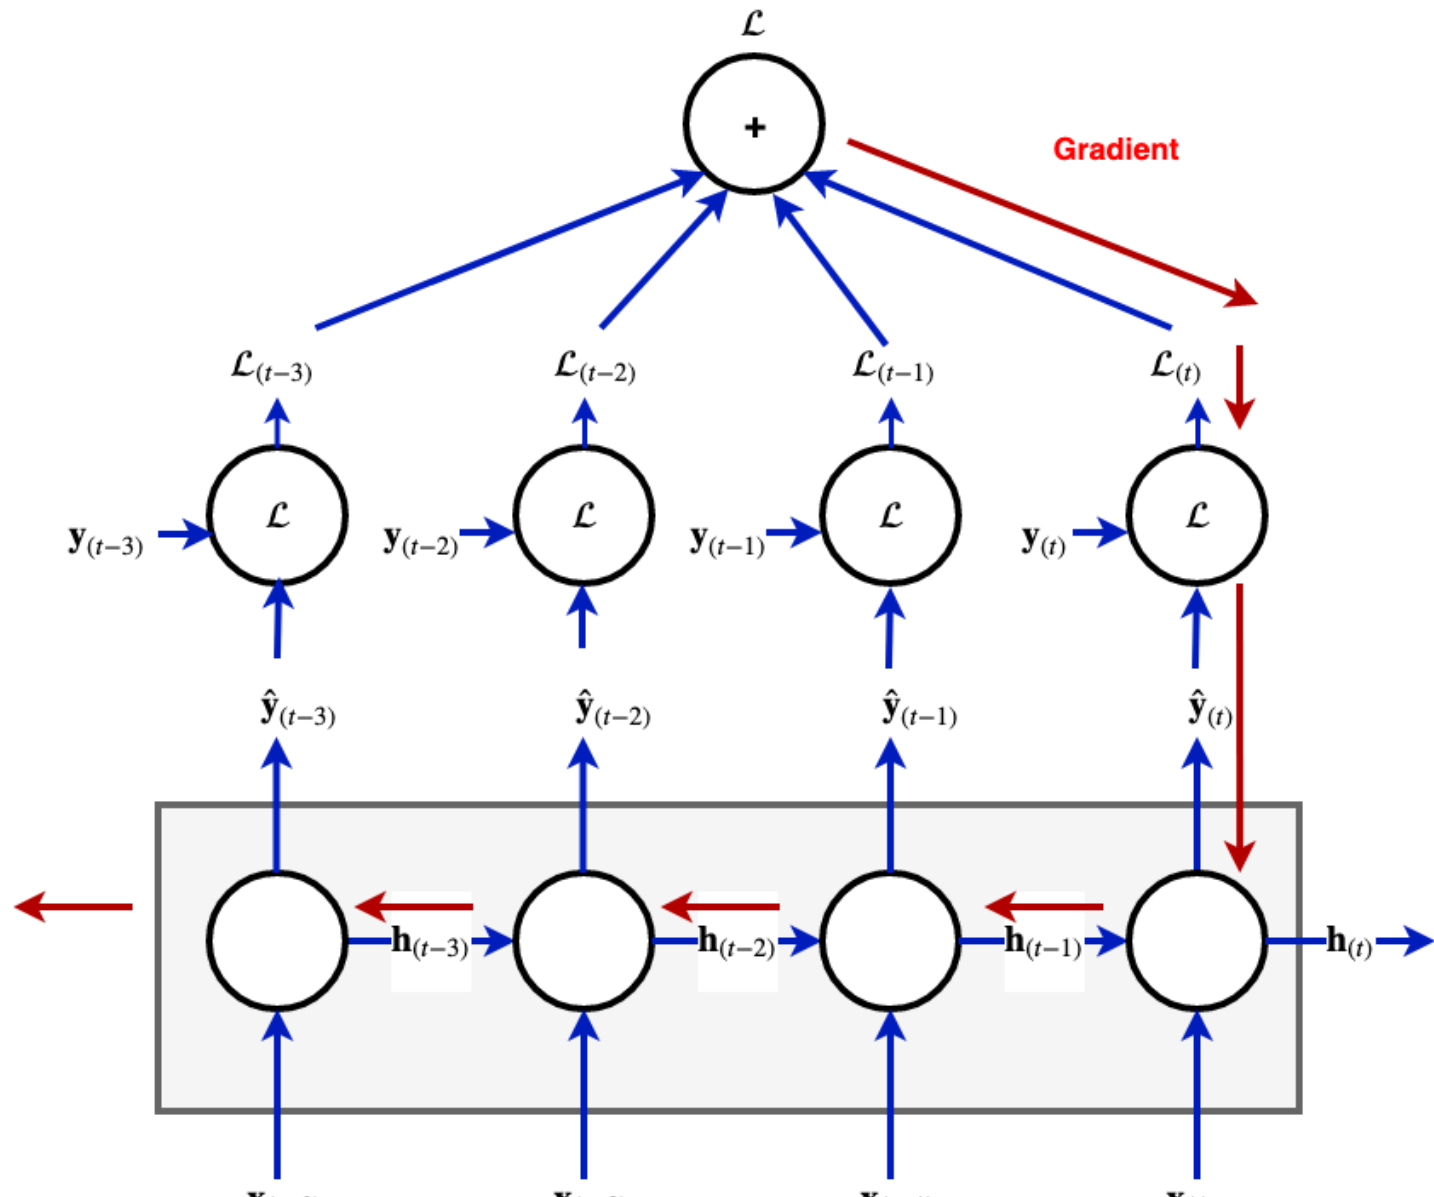 ℒ
+
Gradient
ℒ(t−3) ℒ(t−2) ℒ(t−1) ℒ(t)
y(t−3) ℒ y(t−2) ℒ y(t−1) ℒ y(t) ℒ
ŷ(t−3) ŷ(t−2) ŷ(t−1) ŷ(t)
h(t−3) h(t−2) h(t−1) h(t)